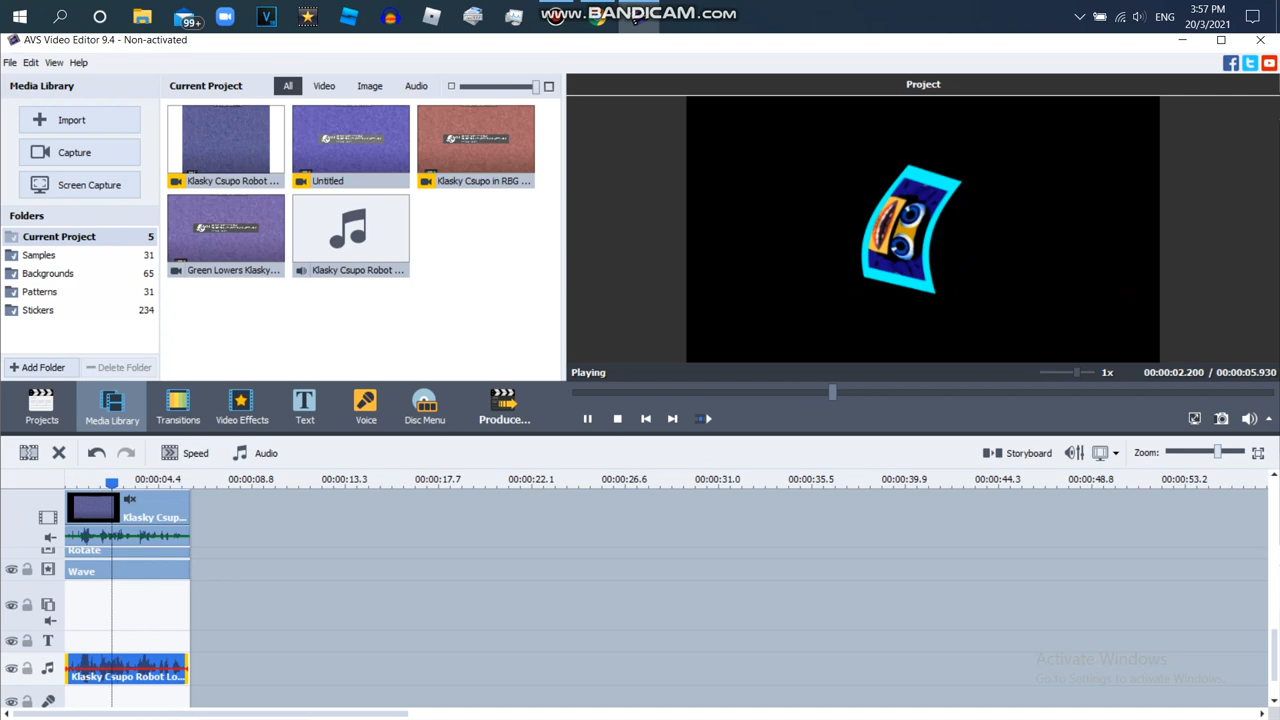 www.BANDICAM.com
99+
V
3:57 PM
ENG
20/3/2021
AVS Video Editor 9.4 - Non-activated
File Edit View Help
Media Library
Current Project
All Video Image Audio
Project
Import
Capture
Screen Capture
Klasky Csupo Robot ...
Untitled
Klasky Csupo in RBG ...
Green Lowers Klasky...
Klasky Csupo Robot ...
Folders
Current Project 5
Samples 31
Backgrounds 65
Patterns 31
Stickers 234
Add Folder
Delete Folder
Playing
1x
00:00:02.200 / 00:00:05.930
Projects
Media Library
Transitions
Video Effects
Text
Voice
Disc Menu
Produce...
Speed
Audio
Storyboard
Zoom:
00:00:04.4 00:00:08.8 00:00:13.3 00:00:17.7 00:00:22.1 00:00:26.6 00:00:31.0 00:00:35.5 00:00:39.9 00:00:44.3 00:00:48.8 00:00:53.2
Klasky Csup...
Rotate
Wave
T
Klasky Csupo Robot Lo...
Activate Windows
Go to Settings to activate Windows.